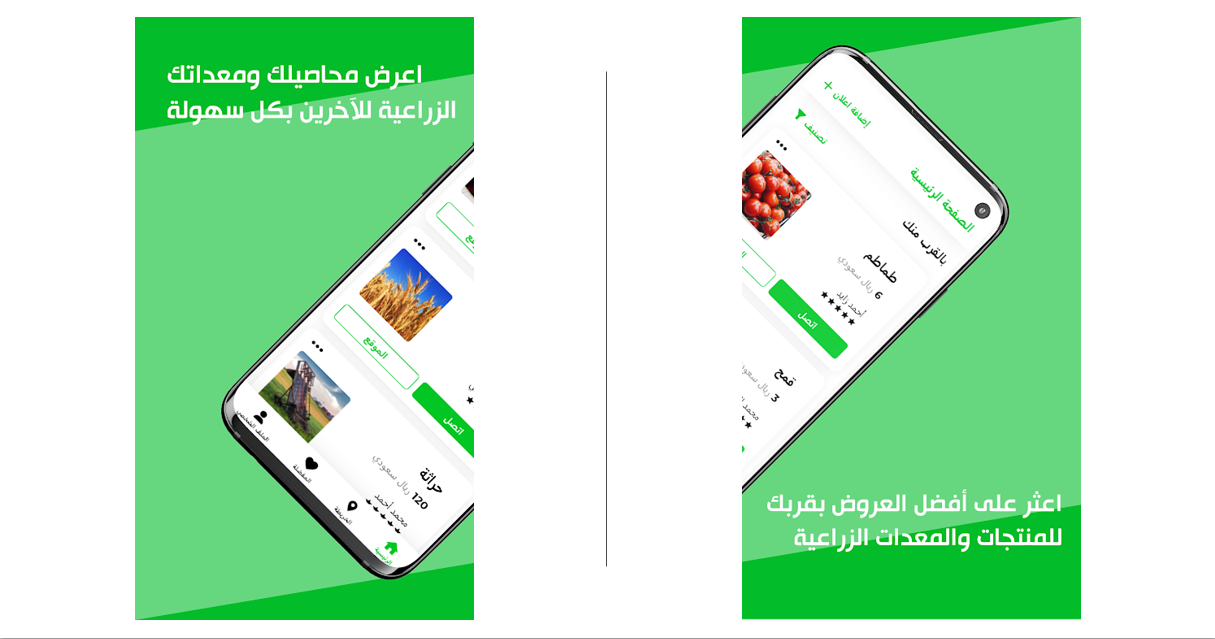 اعرض محاصيلك ومعداتك
الزراعية للآخرين بكل سهولة
الموقع
اتصل
حراثة
120 ريال سعودي
محمد أحمد
الملف الشخصي
المفضلة
الخريطة
الرئيسية
إضافة إعلان +
تصنيف
الصفحة الرئيسية
بالقرب منك
طماطم
6 ريال سعودي
أحمد رايد
اتصل
قمح
3 ريال سعودي
محمد
اعثر على أفضل العروض بقربك
للمنتجات والمعدات الزراعية